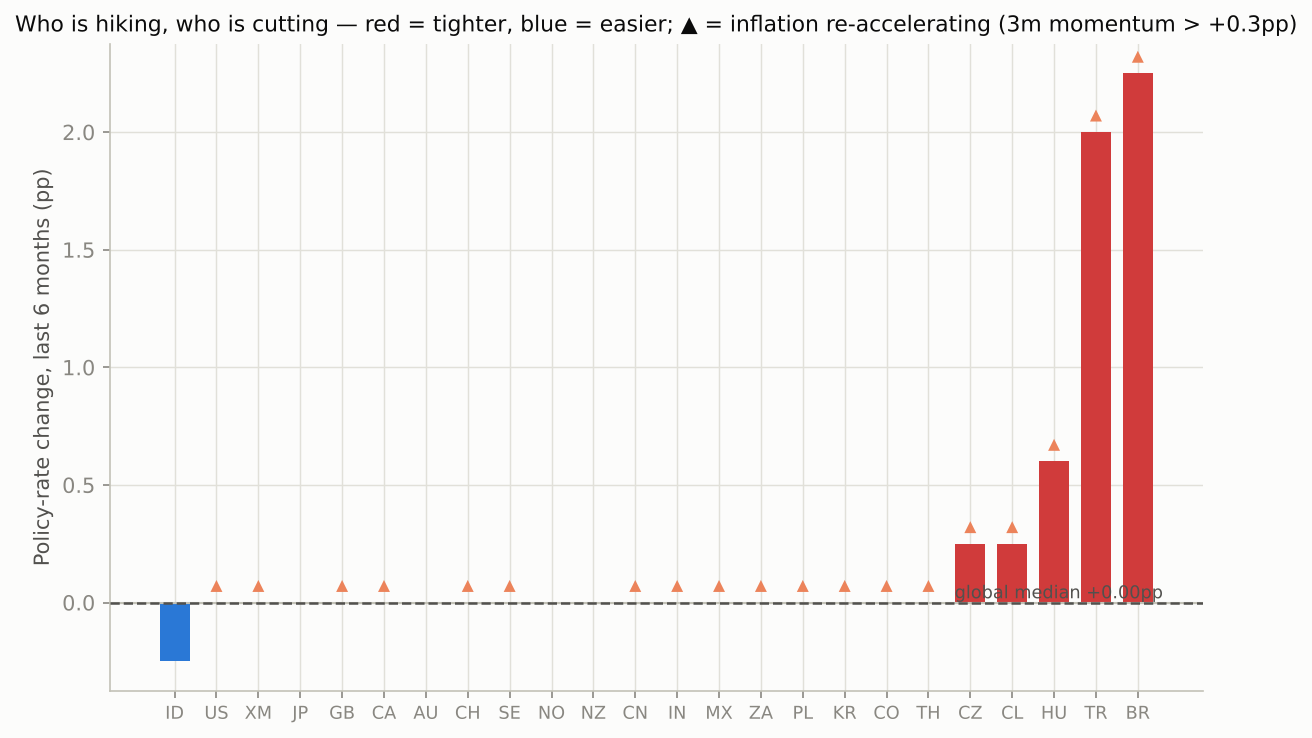 Who is hiking, who is cutting — red = tighter, blue = easier; ▲ = inflation re-accelerating (3m momentum > +0.3pp)
Policy-rate change, last 6 months (pp)
2.0
1.5
1.0
0.5
0.0
global median +0.00pp
ID US XM JP GB CA AU CH SE NO NZ CN IN MX ZA PL KR CO TH CZ CL HU TR BR